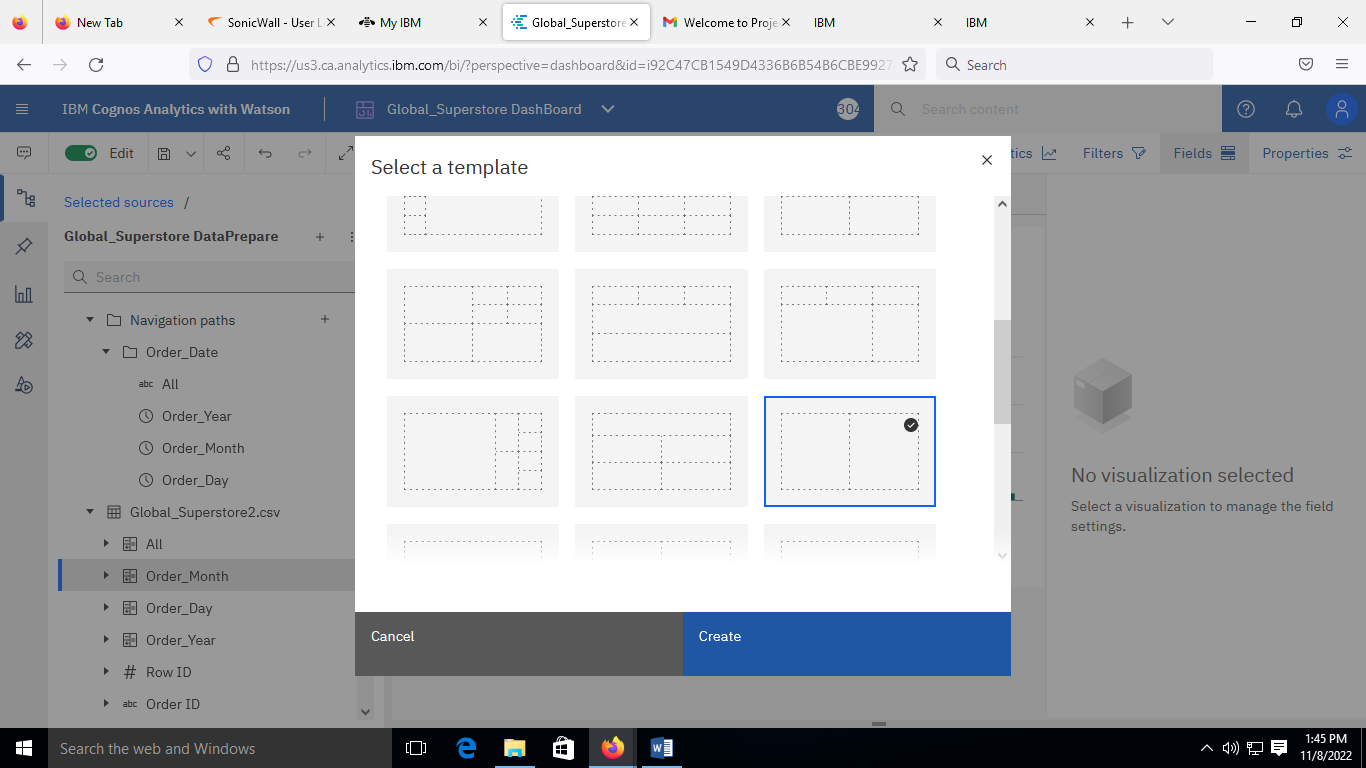 New Tab
SonicWall - User L
My IBM
Global_Superstore
Welcome to Proje
IBM
IBM
https://us3.ca.analytics.ibm.com/bi/?perspective=dashboard&id=i92C47CB1549D4336B6B54B6CBE9927
Search
IBM Cognos Analytics with Watson
Global_Superstore DashBoard
304
Search content
Edit
tics
Filters
Fields
Properties
Select a template
Selected sources /
Global_Superstore DataPrepare
Search
Navigation paths
Order_Date
abc All
Order_Year
Order_Month
Order_Day
Global_Superstore2.csv
All
Order_Month
Order_Day
Order_Year
# Row ID
abc Order ID
No visualization selected
Select a visualization to manage the field
settings.
Cancel
Create
Search the web and Windows
1:45 PM
11/8/2022